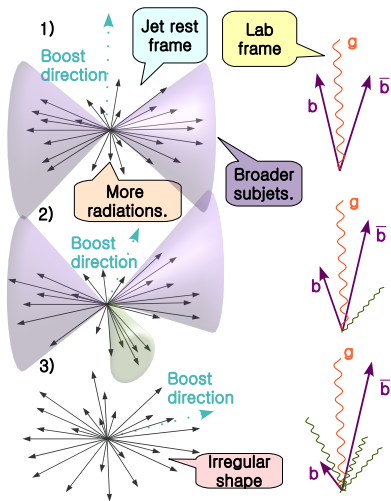 1)
Jet rest
frame
Lab
frame
Boost
direction
g
b
b̅
More
radiations.
Broader
subjets.
2)
Boost
direction
g
b
b̅
3)
Boost
direction
g
b
b̅
Irregular
shape